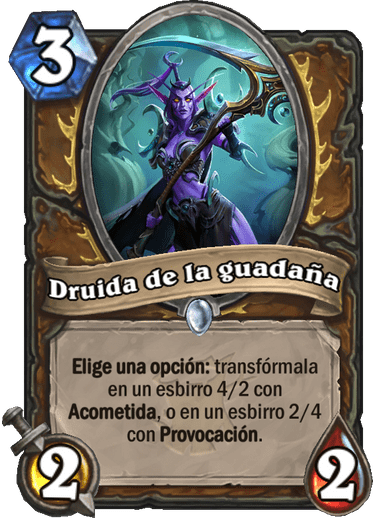 3
Druida de la guadaña
Elige una opción: transfórmala
en un esbirro 4/2 con
Acometida, o en un esbirro 2/4
con Provocación.
2
2